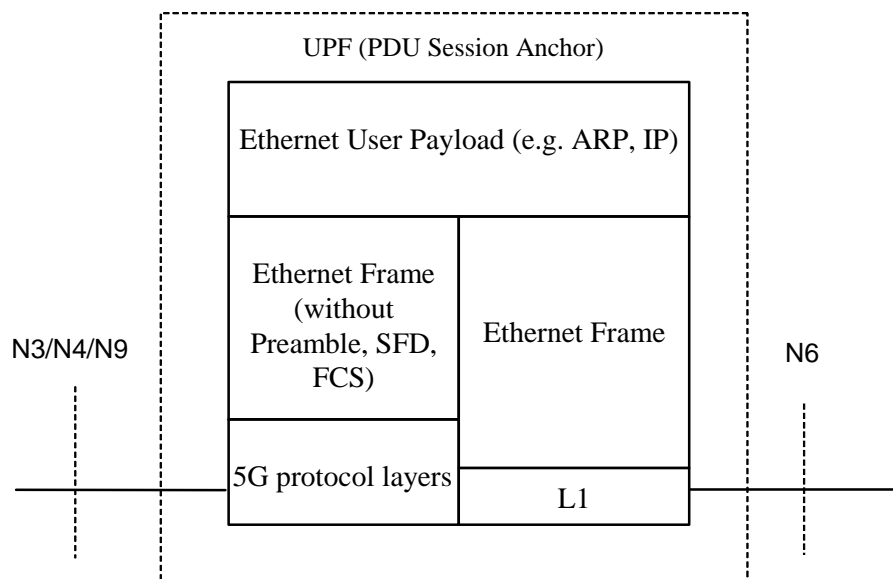 UPF (PDU Session Anchor)
Ethernet User Payload (e.g. ARP, IP)
Ethernet Frame
(without
Preamble, SFD,
FCS)
Ethernet Frame
N3/N4/N9
N6
5G protocol layers
L1